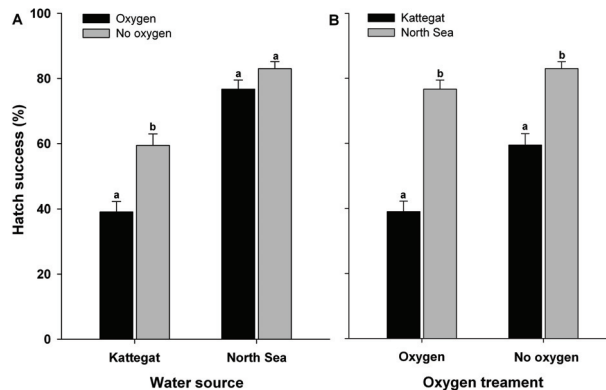 A
Oxygen
No oxygen
B
Kattegat
North Sea
Hatch success (%)
100
80
60
40
20
0
a
b
a
a
a
b
a
b
Kattegat
North Sea
Oxygen
No oxygen
Water source
Oxygen treament